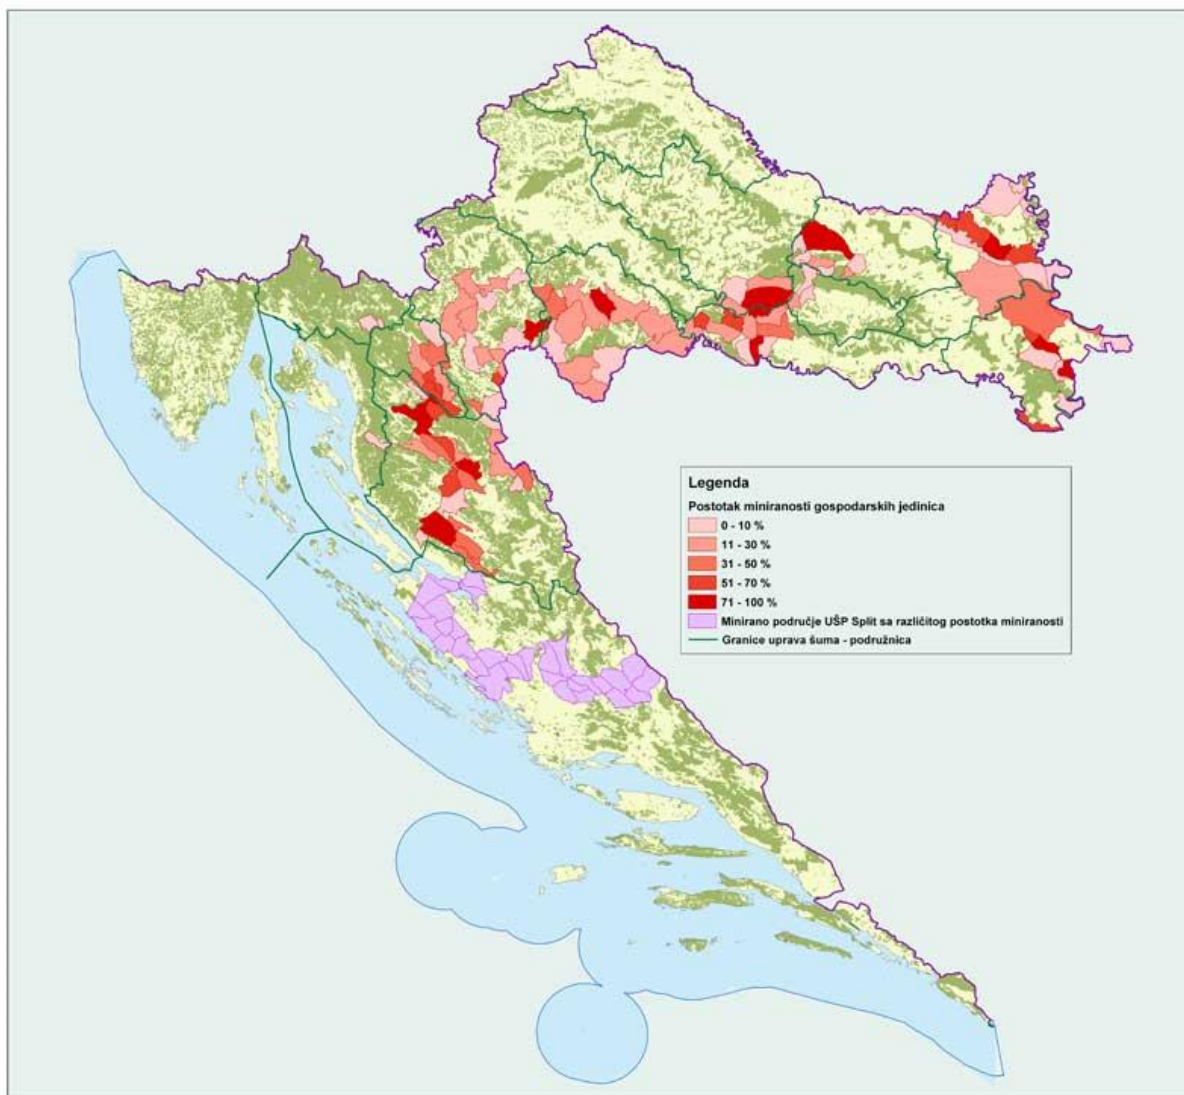 Legenda
Postotak miniranosti gospodarskih jedinica
0 - 10 %
11 - 30 %
31 - 50 %
51 - 70 %
71 - 100 %
Minirano područje UŠP Split sa različitog postotka miniranosti
Granice uprava šuma - podružnica